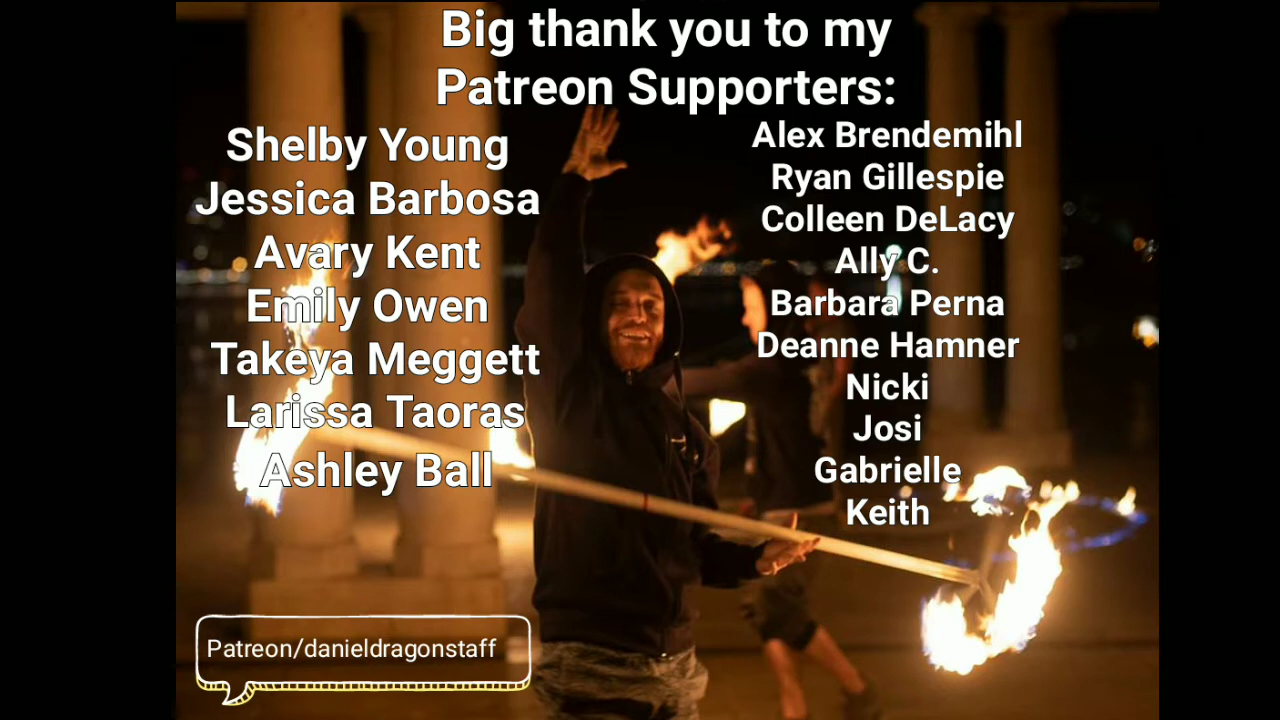 Big thank you to my
Patreon Supporters:
Shelby Young
Jessica Barbosa
Avary Kent
Emily Owen
Takeya Meggett
Larissa Taoras
Ashley Ball
Alex Brendemihl
Ryan Gillespie
Colleen DeLacy
Ally C.
Barbara Perna
Deanne Hamner
Nicki
Josi
Gabrielle
Keith
Patreon/danieldragonstaff